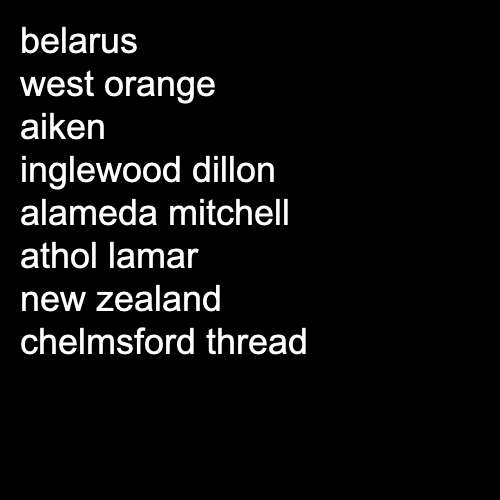 belarus
west orange
aiken
inglewood dillon
alameda mitchell
athol lamar
new zealand
chelmsford thread